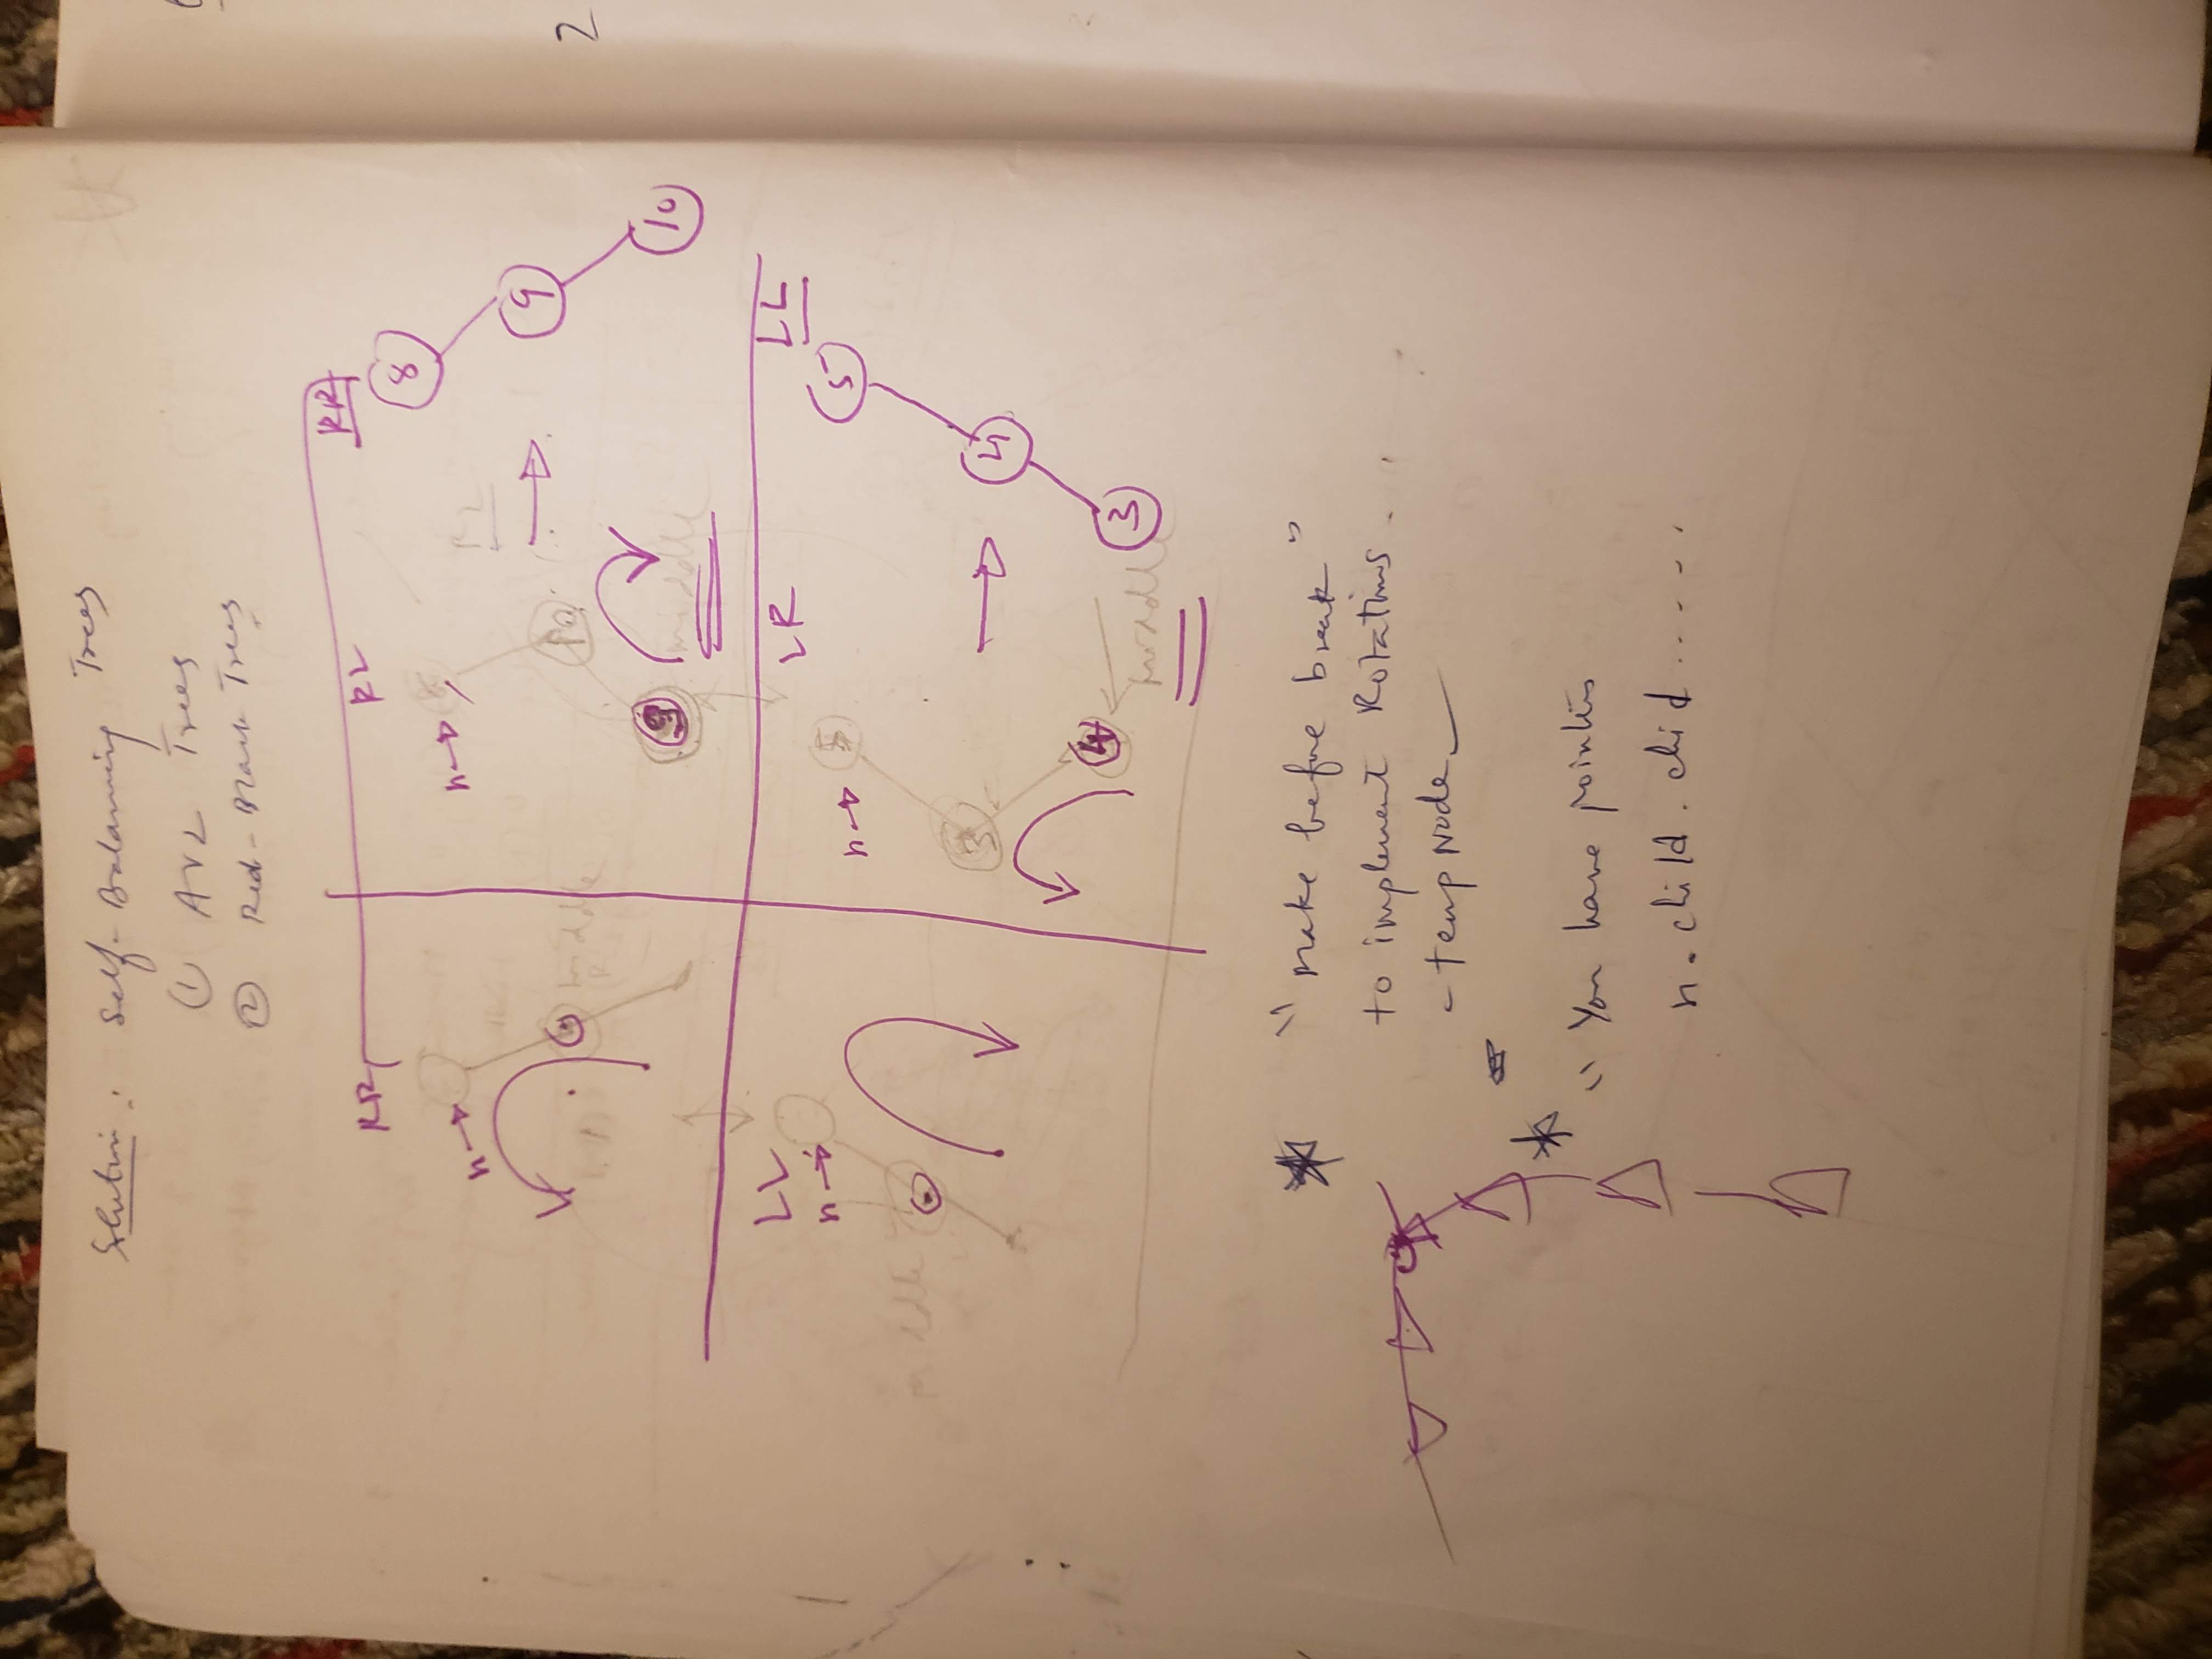 Solution : Self-Balancing Trees
① AVL Trees
② Red-Black Trees
RR
n→
middle
RL
n→ 8
10
9
middle
RL
RR
8
9
10
LL
n→
middle
LR
n→ 5
3
4
middle
LL
5
4
3
"Make before break"
to implement Rotations.
- temp Node
" You have pointers
n.child.chid.....
2